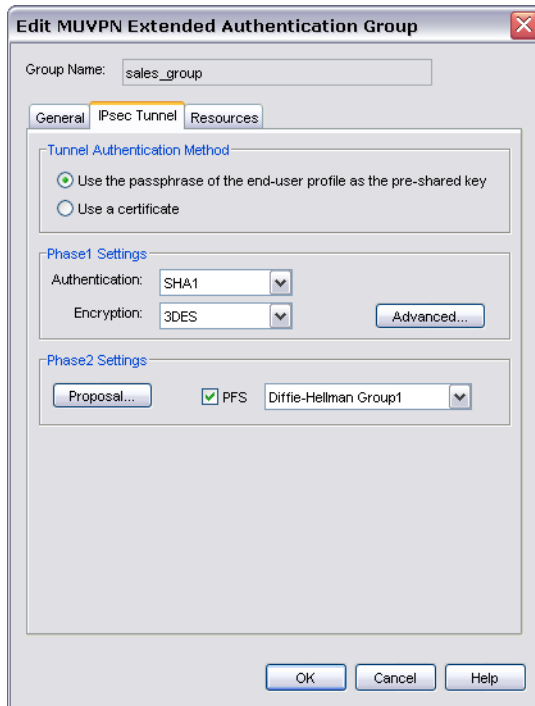 Edit MUVPN Extended Authentication Group
Group Name: sales_group
General IPsec Tunnel Resources
Tunnel Authentication Method
Use the passphrase of the end-user profile as the pre-shared key
Use a certificate
Phase1 Settings
Authentication: SHA1
Encryption: 3DES Advanced...
Phase2 Settings
Proposal... PFS Diffie-Hellman Group1
OK Cancel Help